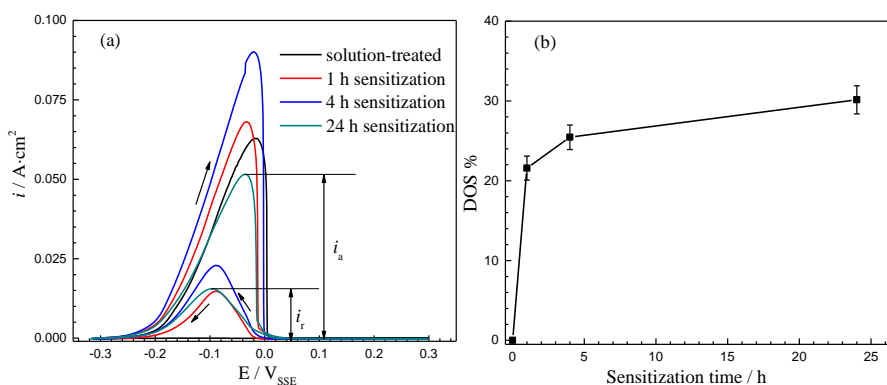 (a)
solution-treated
1 h sensitization
4 h sensitization
24 h sensitization
i / A·cm²
0.100
0.075
0.050
0.025
0.000
iₐ
iᵣ
-0.3 -0.2 -0.1 0.0 0.1 0.2 0.3
E / V_SSE
(b)
DOS %
40
30
20
10
0
0 5 10 15 20 25
Sensitization time / h